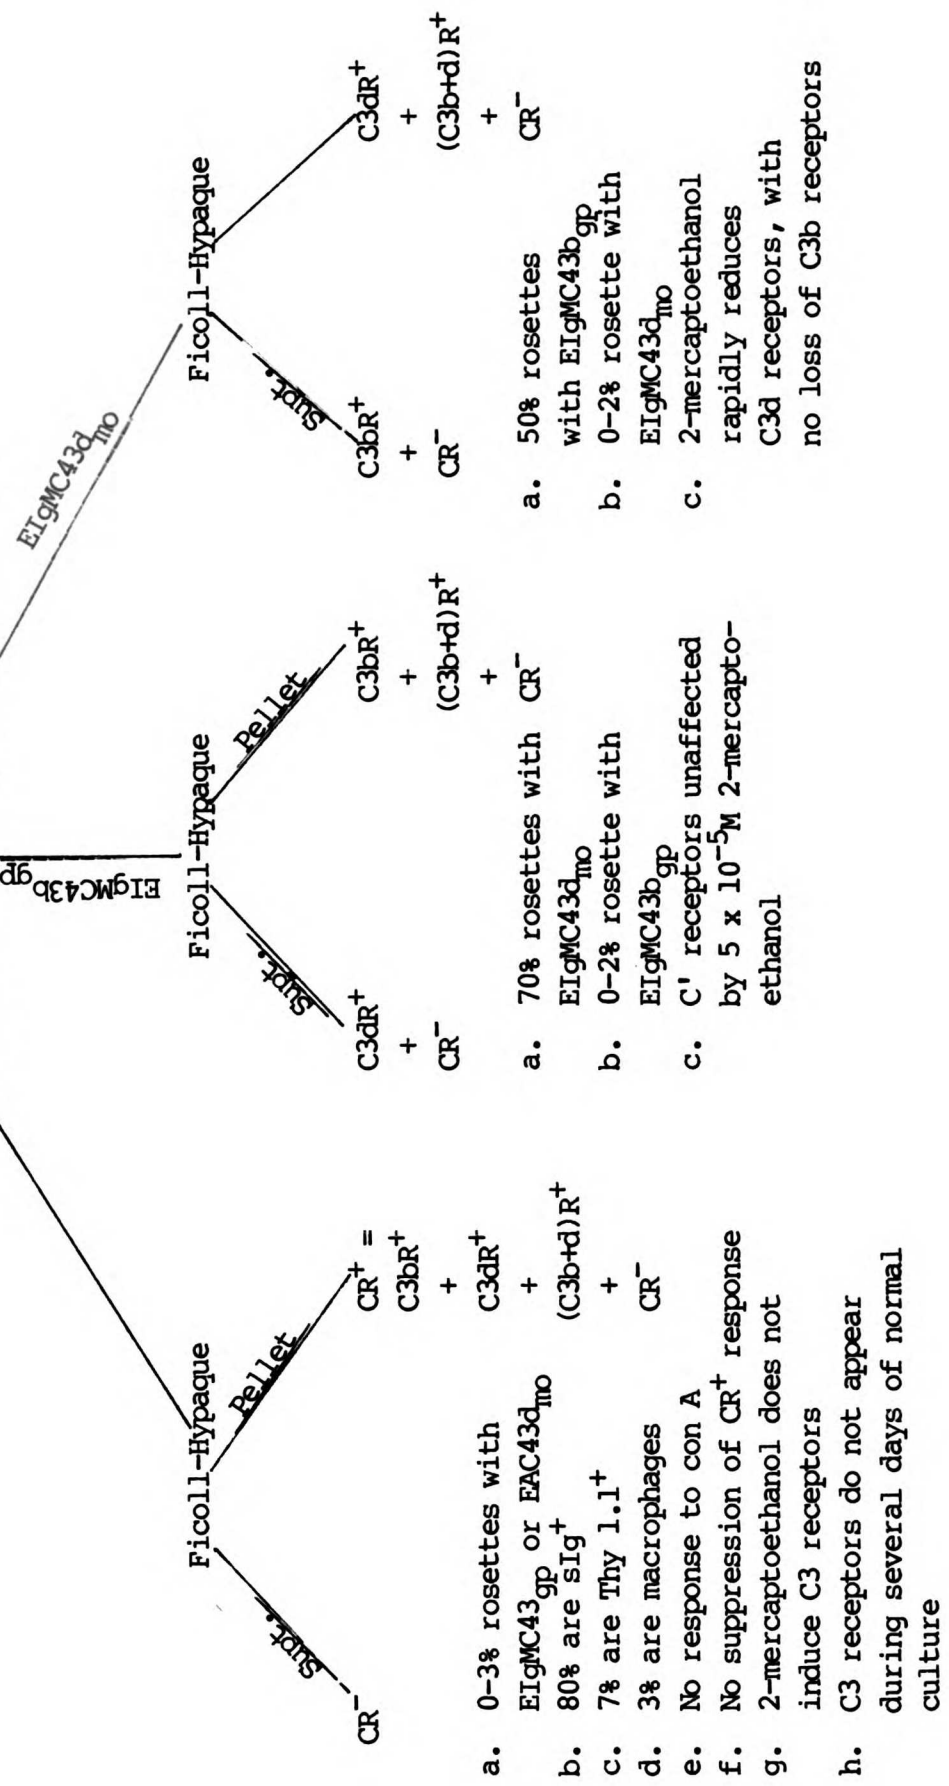 EIgMC43b gp
EIgMC43d mo
Ficoll-Hypaque
Supt.
Pellet
CR⁻
CR⁺ =
C3bR⁺
+
C3dR⁺
+
(C3b+d)R⁺
+
CR⁻
a. 0-3% rosettes with
EIgMC43gp or EAC43dmo
b. 80% are sIg⁺
c. 7% are Thy 1.1⁺
d. 3% are macrophages
e. No response to con A
f. No suppression of CR⁺ response
g. 2-mercaptoethanol does not
induce C3 receptors
h. C3 receptors do not appear
during several days of normal
culture
Ficoll-Hypaque
Supt.
Pellet
C3dR⁺
+
CR⁻
C3bR⁺
+
(C3b+d)R⁺
+
CR⁻
a. 70% rosettes with
EIgMC43dmo
b. 0-2% rosette with
EIgMC43bgp
c. C' receptors unaffected
by 5 x 10⁻⁵M 2-mercapto-
ethanol
Ficoll-Hypaque
Supt.
C3bR⁺
+
CR⁻
C3dR⁺
+
(C3b+d)R⁺
+
CR⁻
a. 50% rosettes
with EIgMC43bgp
b. 0-2% rosette with
EIgMC43dmo
c. 2-mercaptoethanol
rapidly reduces
C3d receptors, with
no loss of C3b receptors